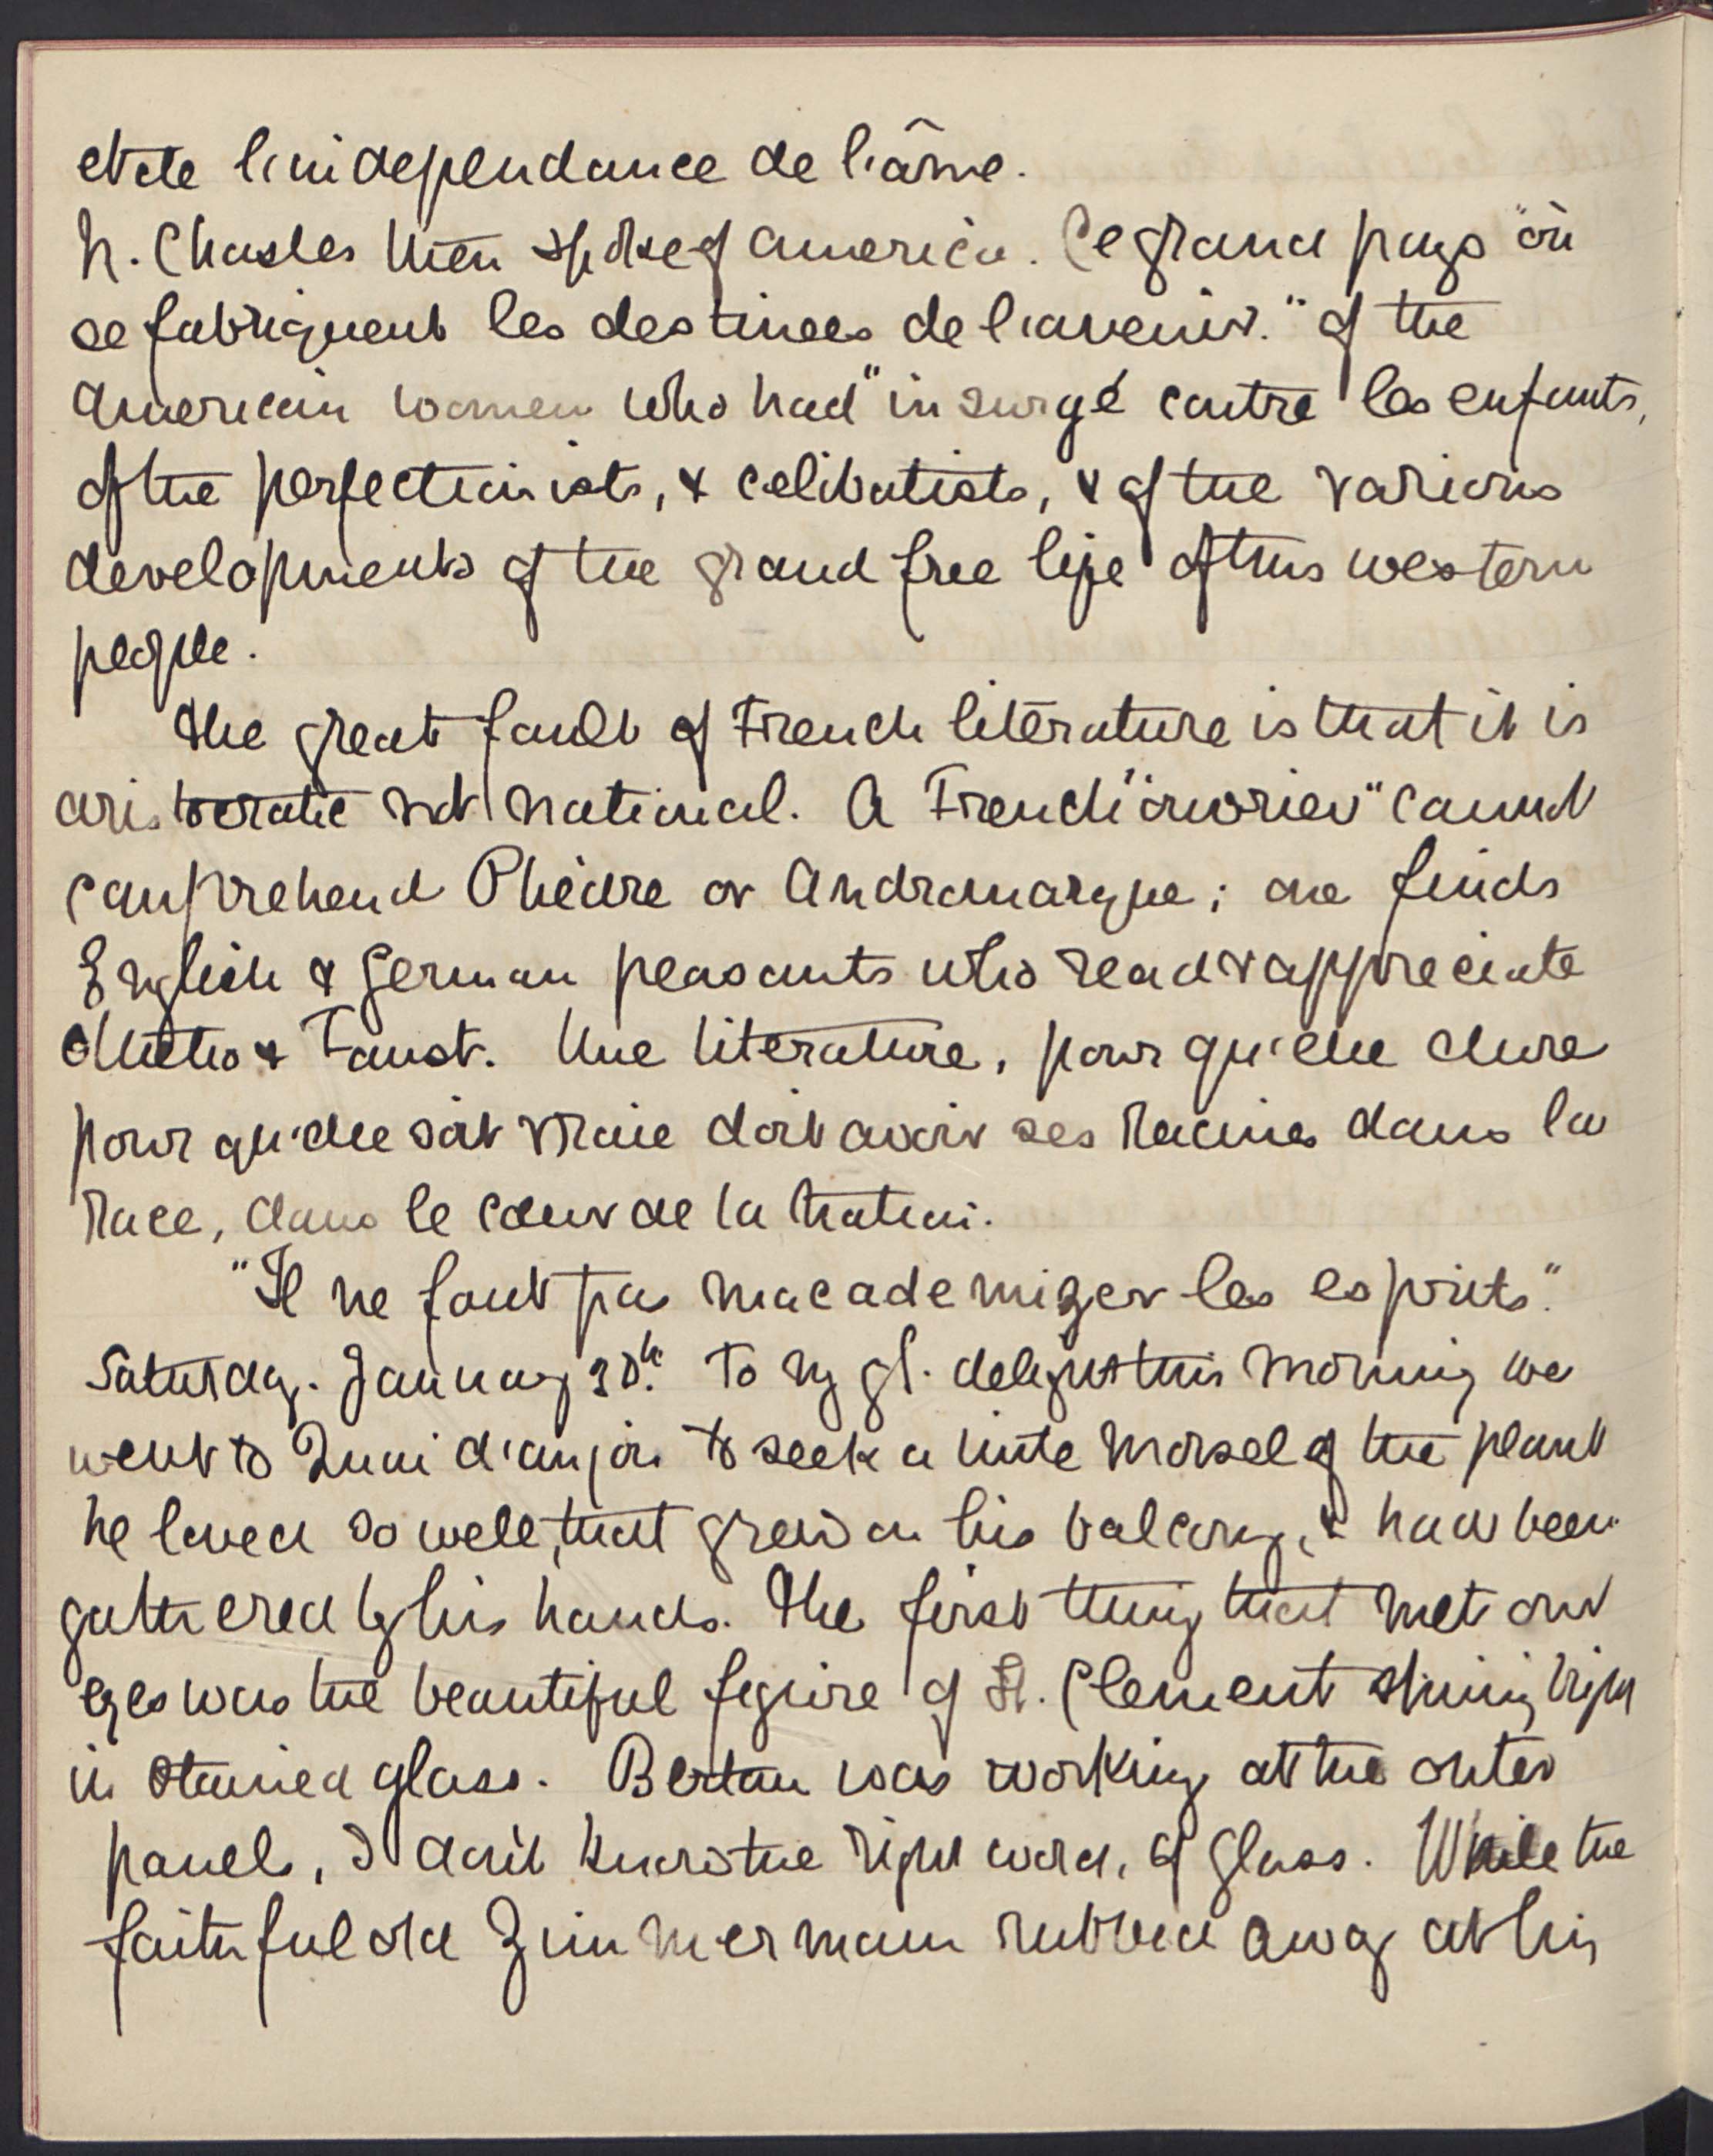 et de l'independance de l'âme.
M. Chasles then spoke of America. Ce grand pays "où
se fabriquent les destinees de l'avenir." Of the
American women who had "insurgé contre les enfants,
of the perfectionists, & celibatists, & of the various
developments of the grand free life of this western
people.
The great fault of French literature is that it is
aristocratic not national. A French "ouvrier" cannot
comprehend Phèdre or Andromaque; one finds
English & German peasants who read & appreciate
Othello & Faust. Une literature, pour qu'elle dure
pour qu'elle soit vraie doit avoir ses Racines dans la
Race, dans le coeur de la Nation.
"Il ne faut pas macademizer les esprits."
Saturday. January 30th. To my gt. delight this morning we
went to Quai d'anjou to seek a little morsel of the plant
he loved so well, that grew on his balcony, & had been
gathered by his hands. The first thing that met our
eyes was the beautiful figure of St. Clement shining bright
in stained glass. Bertan was working at the outer
panels, I don't know the right word, of glass. While the
faithful old Zimmermann rubbed away at his